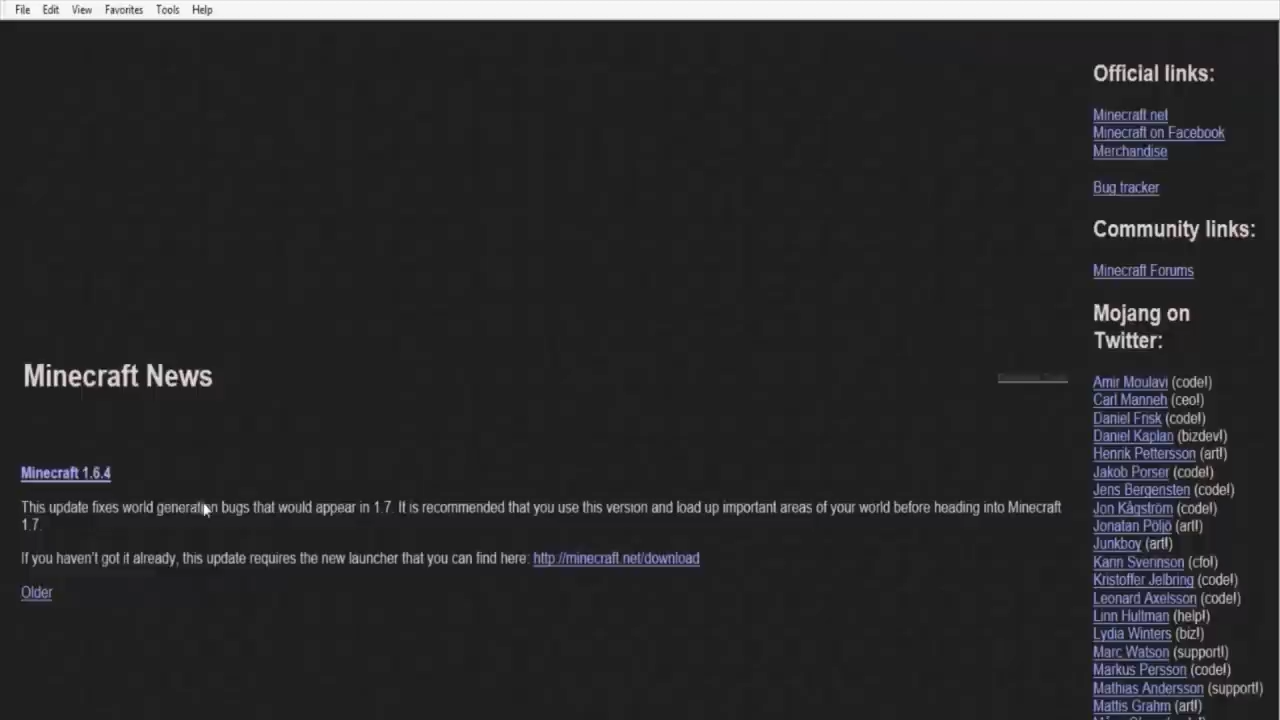 File Edit View Favorites Tools Help
Official links:
Minecraft.net
Minecraft on Facebook
Merchandise
Bug tracker
Community links:
Minecraft Forums
Mojang on
Twitter:
Amir Moulavi (code!)
Carl Manneh (ceo!)
Daniel Frisk (code!)
Daniel Kaplan (bizdev!)
Henrik Pettersson (art!)
Jakob Porser (code!)
Jens Bergensten (code!)
Jon Kågström (code!)
Jonatan Pöljö (art!)
Junkboy (art!)
Karin Severinson (cfo!)
Kristoffer Jelbring (code!)
Leonard Axelsson (code!)
Linn Hultman (help!)
Lydia Winters (biz!)
Marc Watson (support!)
Markus Persson (code!)
Mathias Andersson (support!)
Mattis Grahm (art!)
Minecraft News
Minecraft 1.6.4
This update fixes world generation bugs that would appear in 1.7. It is recommended that you use this version and load up important areas of your world before heading into Minecraft
1.7.
If you haven't got it already, this update requires the new launcher that you can find here: http://minecraft.net/download
Older